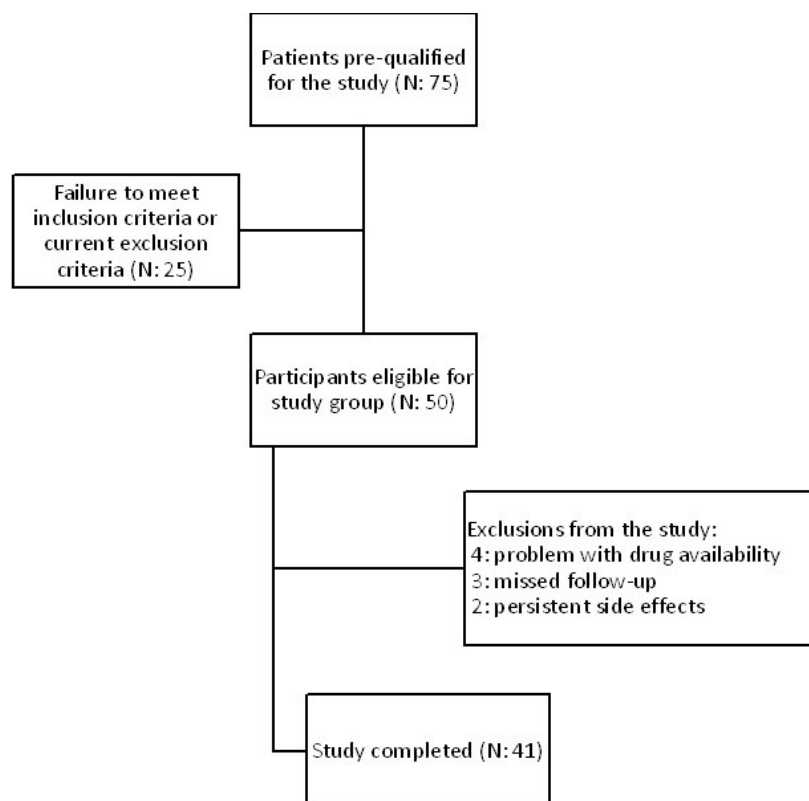 Patients pre-qualified
for the study (N: 75)
Failure to meet
inclusion criteria or
current exclusion
criteria (N: 25)
Participants eligible for
study group (N: 50)
Exclusions from the study:
4: problem with drug availability
3: missed follow-up
2: persistent side effects
Study completed (N: 41)